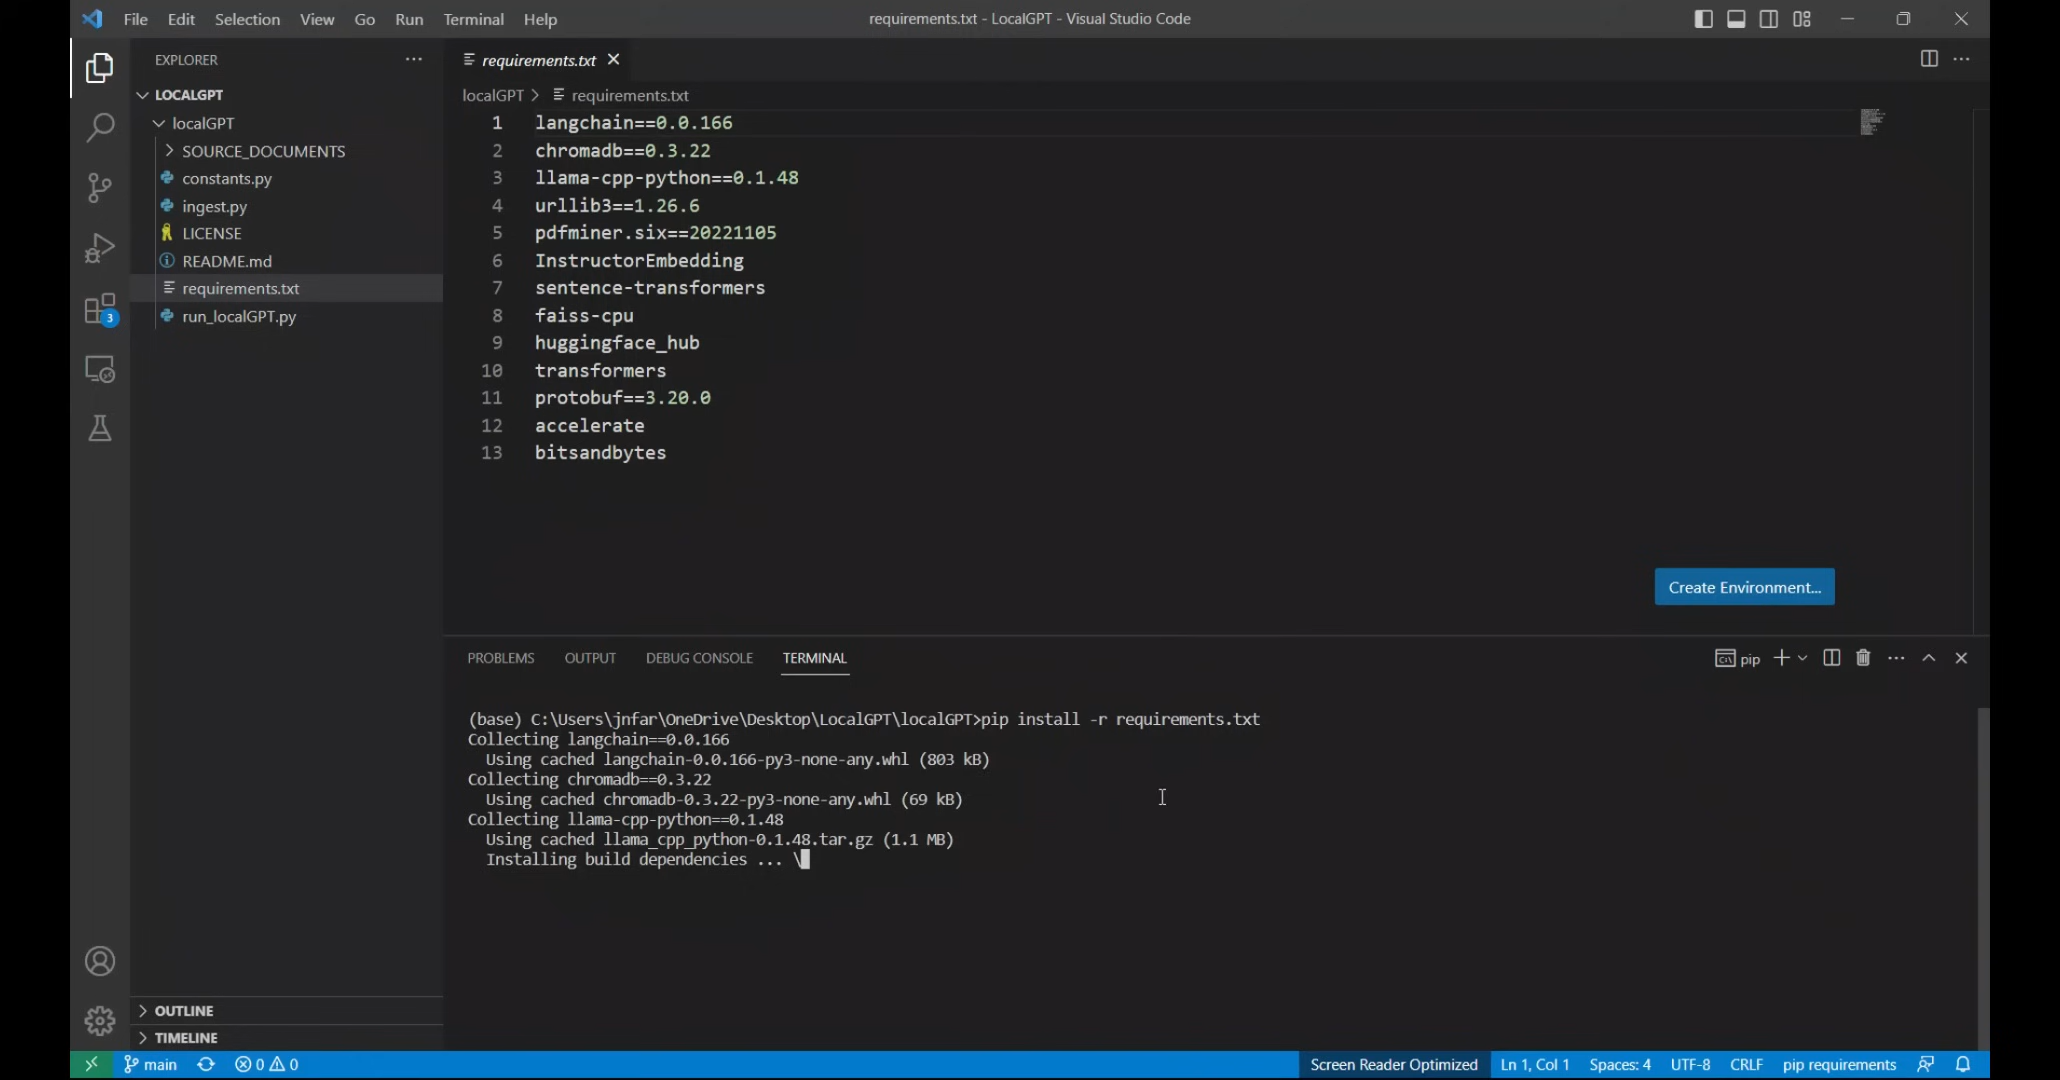 File Edit Selection View Go Run Terminal Help
requirements.txt - LocalGPT - Visual Studio Code
EXPLORER
LOCALGPT
localGPT
SOURCE_DOCUMENTS
constants.py
ingest.py
LICENSE
README.md
requirements.txt
run_localGPT.py
3
OUTLINE
TIMELINE
requirements.txt
localGPT > requirements.txt
1 langchain==0.0.166
2 chromadb==0.3.22
3 llama-cpp-python==0.1.48
4 urllib3==1.26.6
5 pdfminer.six==20221105
6 InstructorEmbedding
7 sentence-transformers
8 faiss-cpu
9 huggingface_hub
10 transformers
11 protobuf==3.20.0
12 accelerate
13 bitsandbytes
Create Environment...
PROBLEMS OUTPUT DEBUG CONSOLE TERMINAL
pip
(base) C:\Users\jnfar\OneDrive\Desktop\LocalGPT\localGPT>pip install -r requirements.txt
Collecting langchain==0.0.166
Using cached langchain-0.0.166-py3-none-any.whl (803 kB)
Collecting chromadb==0.3.22
Using cached chromadb-0.3.22-py3-none-any.whl (69 kB)
Collecting llama-cpp-python==0.1.48
Using cached llama_cpp_python-0.1.48.tar.gz (1.1 MB)
Installing build dependencies ... \
main 0 0 Screen Reader Optimized Ln 1, Col 1 Spaces: 4 UTF-8 CRLF pip requirements